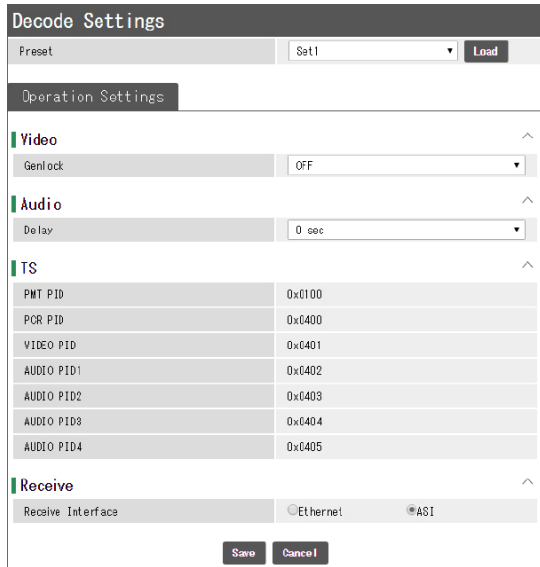 Decode Settings
Preset Set1 Load
Operation Settings
Video
Genlock OFF
Audio
Delay 0 sec
TS
PMT PID 0x0100
PCR PID 0x0400
VIDEO PID 0x0401
AUDIO PID1 0x0402
AUDIO PID2 0x0403
AUDIO PID3 0x0404
AUDIO PID4 0x0405
Receive
Receive Interface Ethernet ASI
Save Cancel